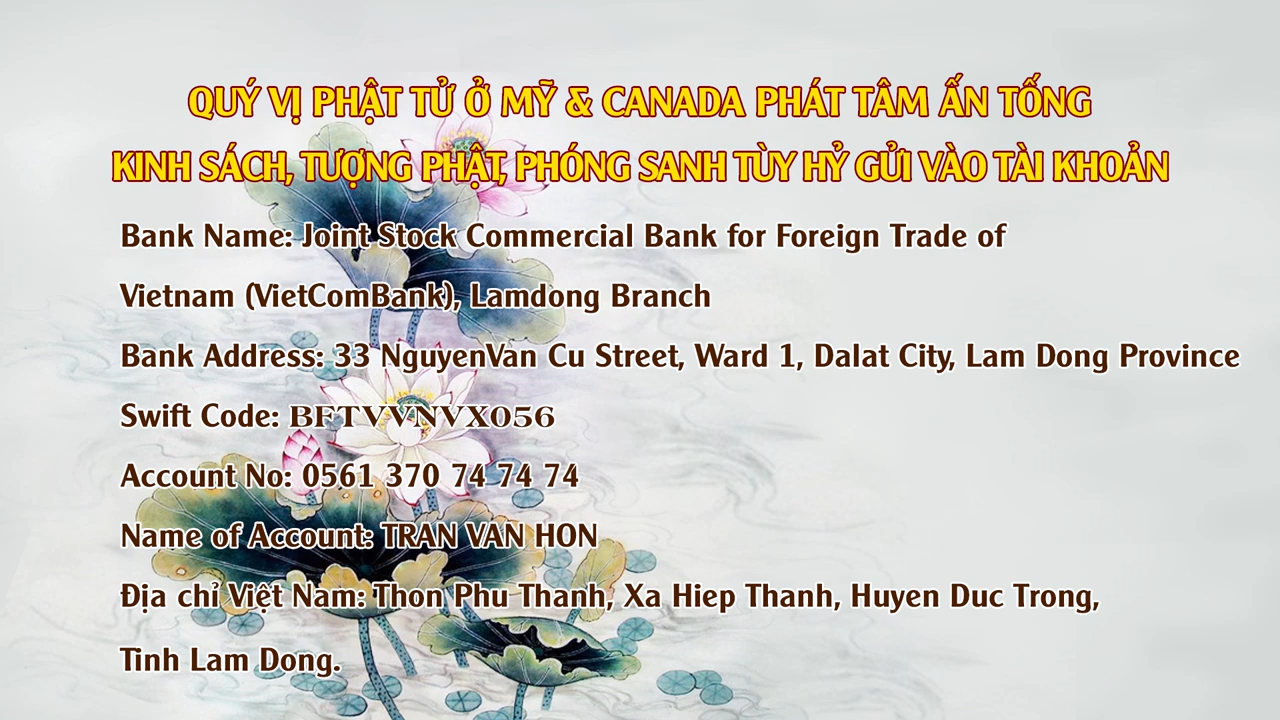 QUÝ VỊ PHẬT TỬ Ở MỸ & CANADA PHÁT TÂM ẤN TỐNG
KINH SÁCH, TƯỢNG PHẬT, PHÓNG SANH TÙY HỶ GỬI VÀO TÀI KHOẢN
Bank Name: Joint Stock Commercial Bank for Foreign Trade of
Vietnam (VietComBank), Lamdong Branch
Bank Address: 33 NguyenVan Cu Street, Ward 1, Dalat City, Lam Dong Province
Swift Code: BFTVVNVX056
Account No: 0561 370 74 74 74
Name of Account: TRAN VAN HON
Địa chỉ Việt Nam: Thon Phu Thanh, Xa Hiep Thanh, Huyen Duc Trong,
Tinh Lam Dong.